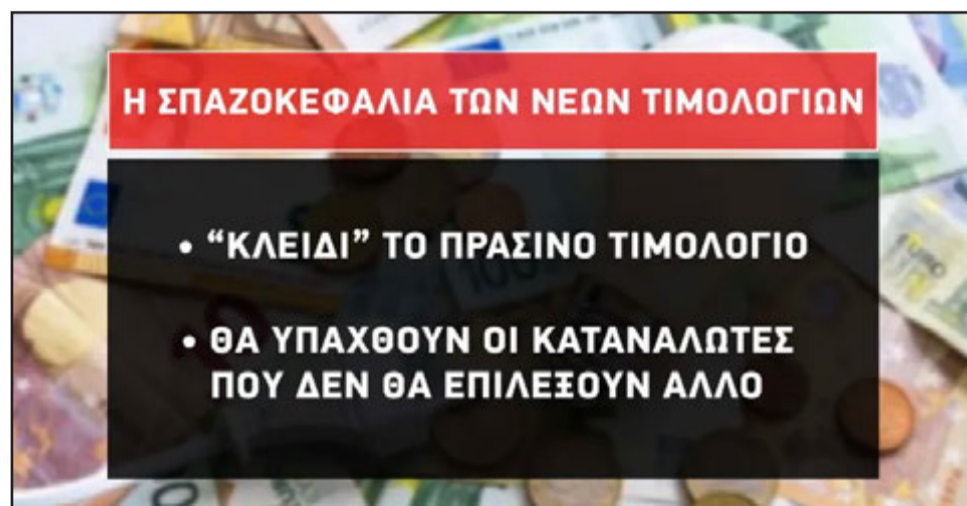 Η ΣΠΑΖΟΚΕΦΑΛΙΑ ΤΩΝ ΝΕΩΝ ΤΙΜΟΛΟΓΙΩΝ
• “ΚΛΕΙΔΙ” ΤΟ ΠΡΑΣΙΝΟ ΤΙΜΟΛΟΓΙΟ
• ΘΑ ΥΠΑΧΘΟΥΝ ΟΙ ΚΑΤΑΝΑΛΩΤΕΣ
ΠΟΥ ΔΕΝ ΘΑ ΕΠΙΛΕΞΟΥΝ ΑΛΛΟ